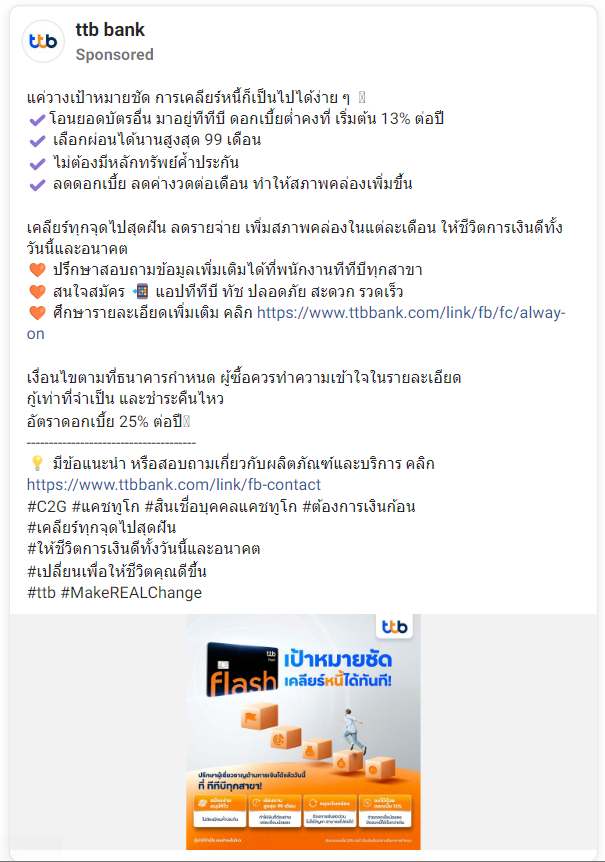 ttb
ttb bank
Sponsored
แค่วางเป้าหมายชัด การเคลียร์หนี้ก็เป็นไปได้ง่าย ๆ
✔ โอนยอดบัตรอื่น มาอยู่ทีทีบี ดอกเบี้ยต่ำคงที่ เริ่มต้น 13% ต่อปี
✔ เลือกผ่อนได้นานสูงสุด 99 เดือน
✔ ไม่ต้องมีหลักทรัพย์ค้ำประกัน
✔ ลดดอกเบี้ย ลดค่างวดต่อเดือน ทำให้สภาพคล่องเพิ่มขึ้น
เคลียร์ทุกจุดไปสุดฝัน ลดรายจ่าย เพิ่มสภาพคล่องในแต่ละเดือน ให้ชีวิตการเงินดีทั้ง
วันนี้และอนาคต
🧡 ปรึกษาสอบถามข้อมูลเพิ่มเติมได้ที่พนักงานทีทีบีทุกสาขา
🧡 สนใจสมัคร 📲 แอปทีทีบี ทัช ปลอดภัย สะดวก รวดเร็ว
🧡 ศึกษารายละเอียดเพิ่มเติม คลิก https://www.ttbbank.com/link/fb/fc/alway-
on
เงื่อนไขตามที่ธนาคารกำหนด ผู้ซื้อควรทำความเข้าใจในรายละเอียด
กู้เท่าที่จำเป็น และชำระคืนไหว
อัตราดอกเบี้ย 25% ต่อปี
--------------------------------------
💡 มีข้อแนะนำ หรือสอบถามเกี่ยวกับผลิตภัณฑ์และบริการ คลิก
https://www.ttbbank.com/link/fb-contact
#C2G #แคชทูโก #สินเชื่อบุคคลแคชทูโก #ต้องการเงินก้อน
#เคลียร์ทุกจุดไปสุดฝัน
#ให้ชีวิตการเงินดีทั้งวันนี้และอนาคต
#เปลี่ยนเพื่อให้ชีวิตคุณดีขึ้น
#ttb #MakeREALChange
ttb
ttb
flash
เป้าหมายชัด
เคลียร์หนี้ได้ทันที!
ปรึกษาผู้เชี่ยวชาญด้านการเงินได้แล้ววันนี้
ที่ ทีทีบีทุกสาขา!